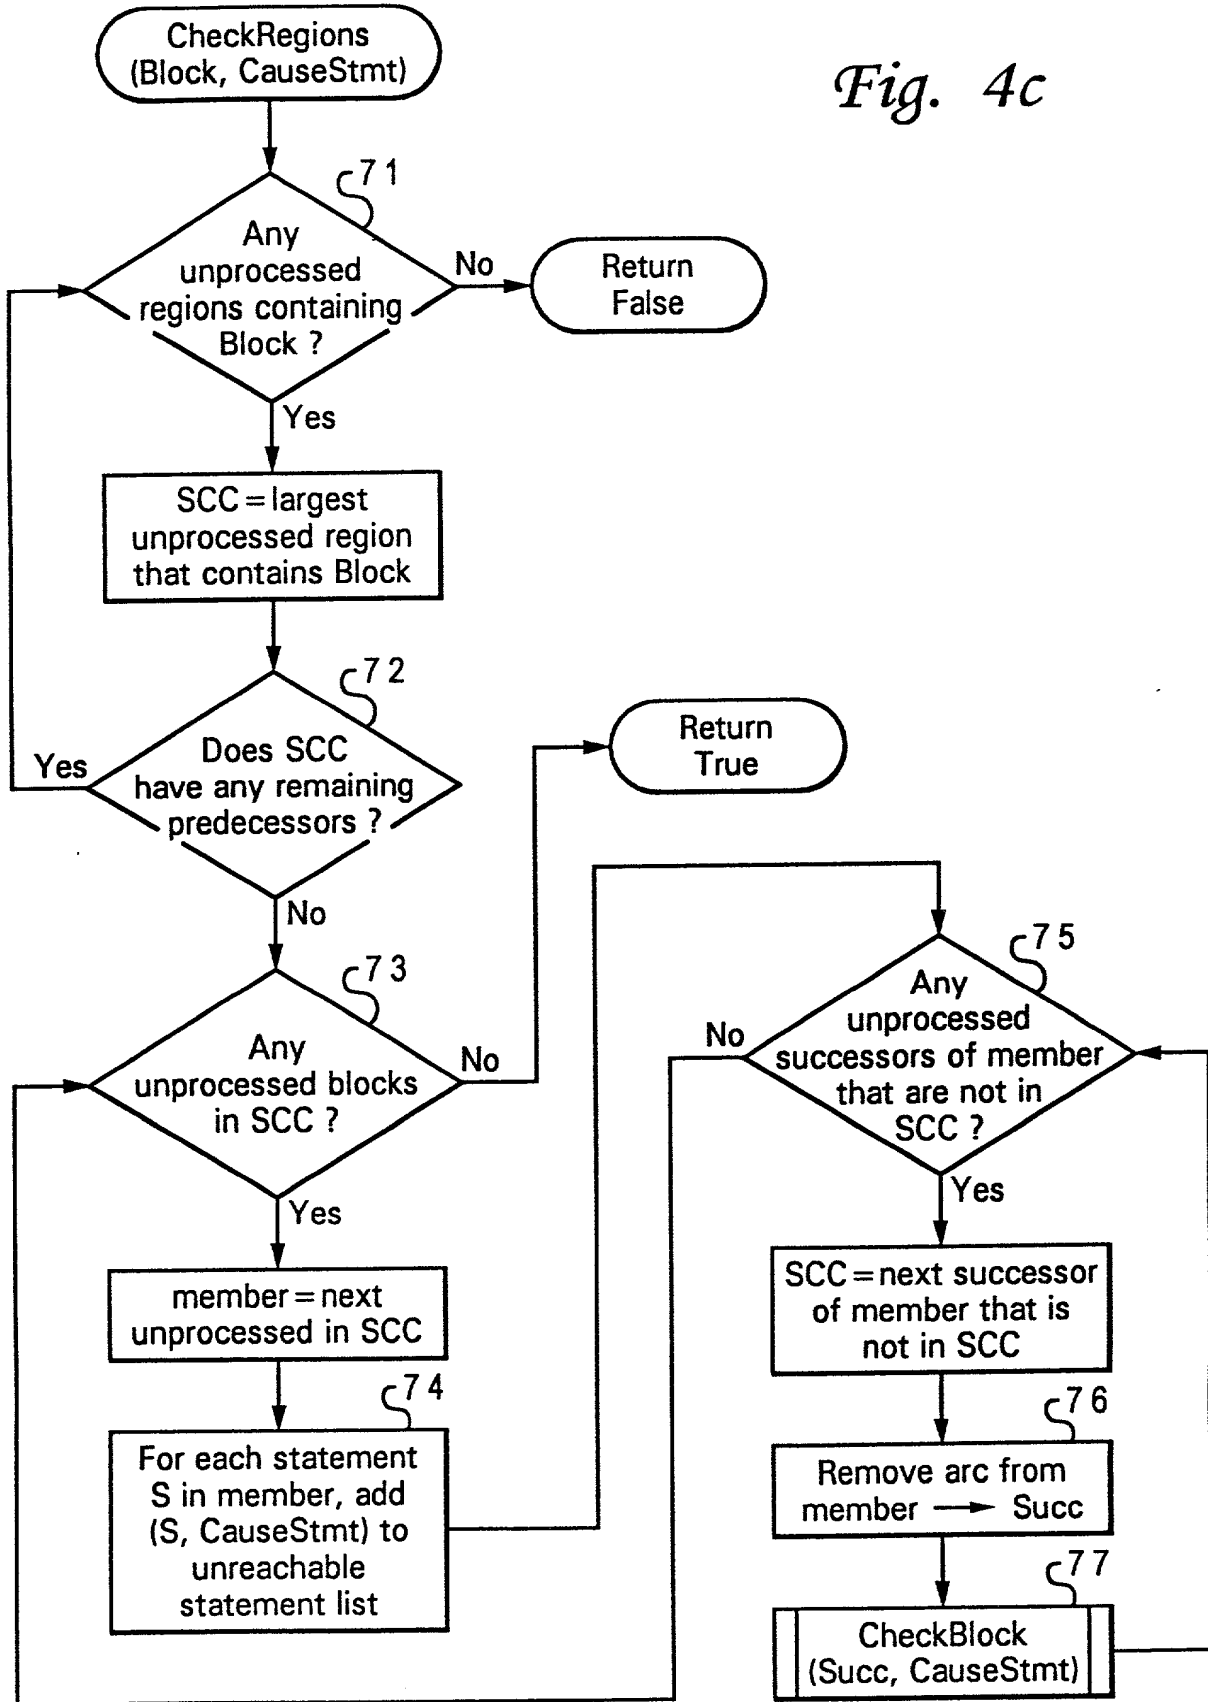 CheckRegions
(Block, CauseStmt)
Fig. 4c
71
Any
unprocessed
regions containing
Block ?
No
Return
False
Yes
SCC=largest
unprocessed region
that contains Block
72
Does SCC
have any remaining
predecessors ?
Yes
No
Return
True
73
Any
unprocessed blocks
in SCC ?
No
Yes
member=next
unprocessed in SCC
74
For each statement
S in member, add
(S, CauseStmt) to
unreachable
statement list
75
Any
unprocessed
successors of member
that are not in
SCC ?
No
Yes
SCC=next successor
of member that is
not in SCC
76
Remove arc from
member → Succ
77
CheckBlock
(Succ, CauseStmt)